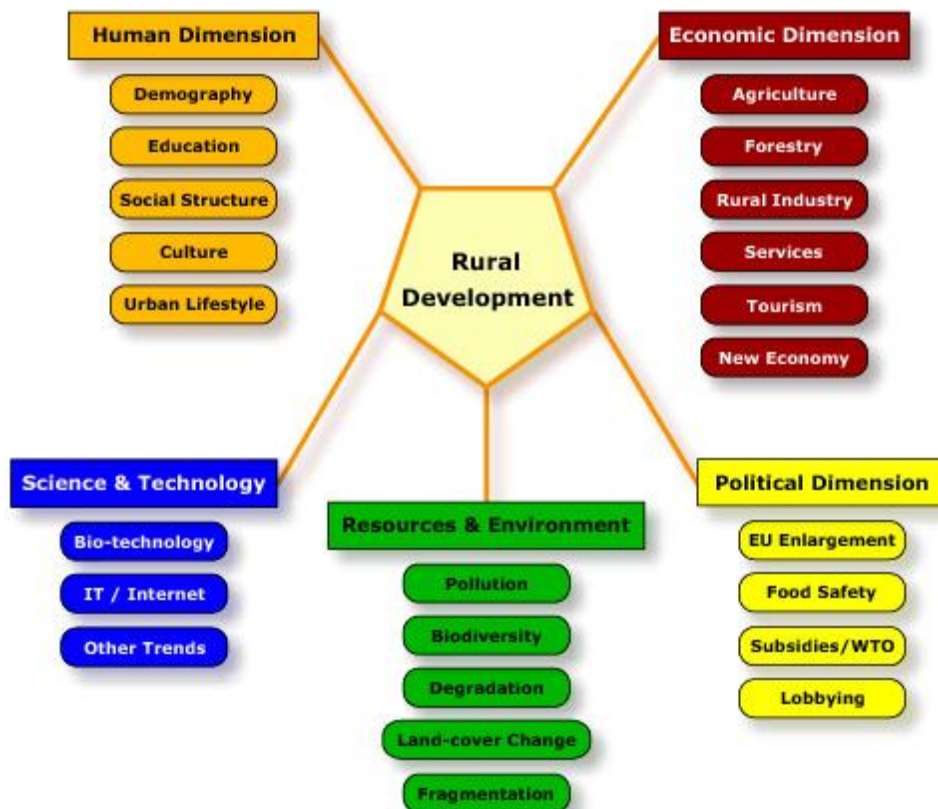 Human Dimension
Demography
Education
Social Structure
Culture
Urban Lifestyle
Economic Dimension
Agriculture
Forestry
Rural Industry
Services
Tourism
New Economy
Rural
Development
Science & Technology
Bio-technology
IT / Internet
Other Trends
Resources & Environment
Pollution
Biodiversity
Degradation
Land-cover Change
Fragmentation
Political Dimension
EU Enlargement
Food Safety
Subsidies/WTO
Lobbying